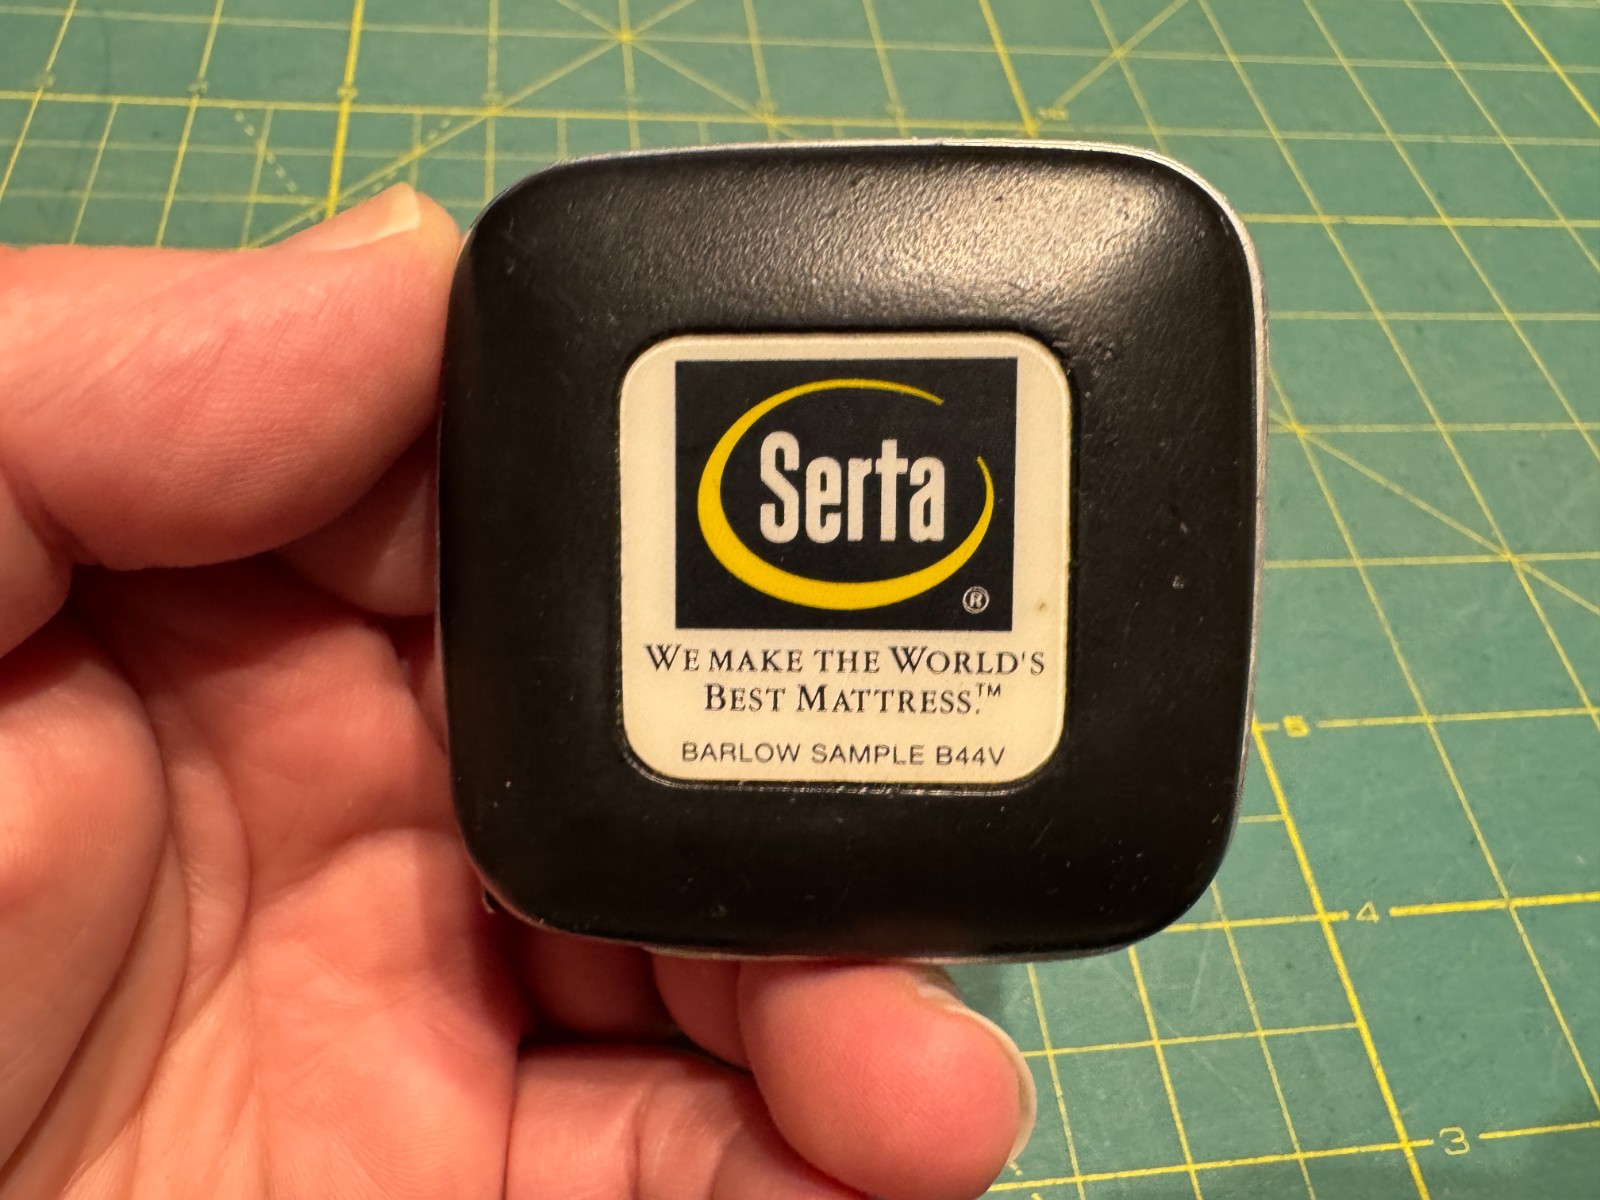 Serta
®
WE MAKE THE WORLD'S
BEST MATTRESS.™
BARLOW SAMPLE B44V
5
4
3